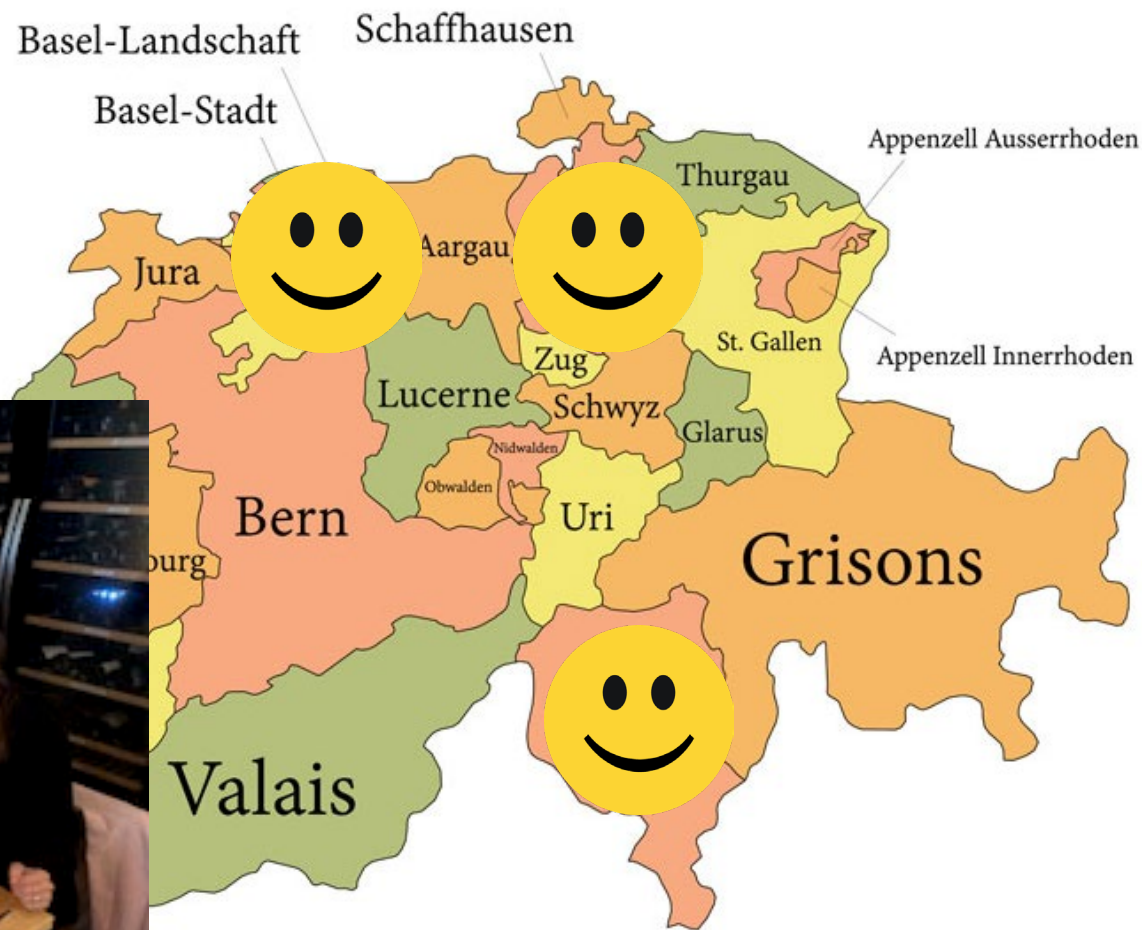 Basel-Landschaft
Schaffhausen
Basel-Stadt
Appenzell Ausserrhoden
Thurgau
Aargau
Jura
St. Gallen
Appenzell Innerrhoden
Zug
Lucerne
Schwyz
Glarus
Nidwalden
Obwalden
Bern
Uri
ourg
Grisons
Valais